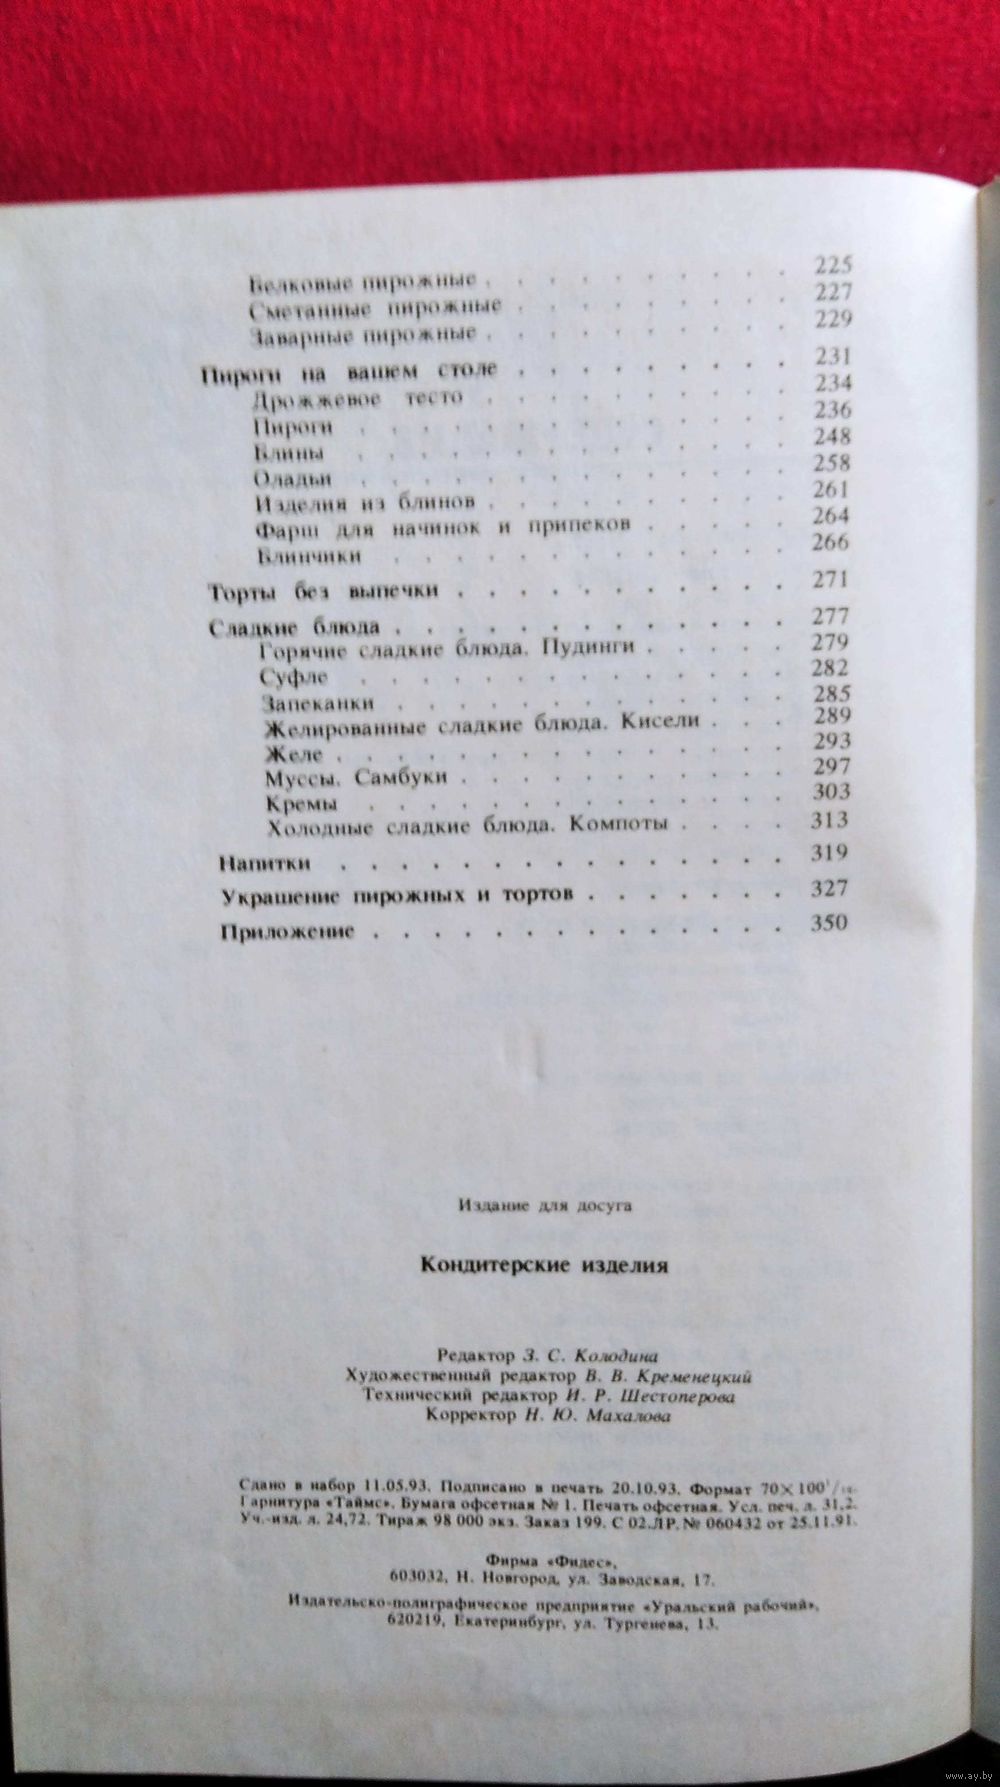 Белковые пирожные . . . . . . . . . . 225
Сметанные пирожные . . . . . . . . . 227
Заварные пирожные . . . . . . . . . . 229
Пироги на вашем столе . . . . . . . . . 231
Дрожжевое тесто . . . . . . . . . . 234
Пироги . . . . . . . . . . . . . . 236
Блины . . . . . . . . . . . . . . 248
Оладьи . . . . . . . . . . . . . . 258
Изделия из блинов . . . . . . . . . . 261
Фарш для начинок и припеков . . . . . 264
Блинчики . . . . . . . . . . . . . 266
Торты без выпечки . . . . . . . . . . . 271
Сладкие блюда . . . . . . . . . . . . . 277
Горячие сладкие блюда. Пудинги . . . . . 279
Суфле . . . . . . . . . . . . . . 282
Запеканки . . . . . . . . . . . . . 285
Желированные сладкие блюда. Кисели . . . 289
Желе . . . . . . . . . . . . . . . 293
Муссы. Самбуки . . . . . . . . . . . 297
Кремы . . . . . . . . . . . . . . 303
Холодные сладкие блюда. Компоты . . . . 313
Напитки . . . . . . . . . . . . . . . 319
Украшение пирожных и тортов . . . . . . . 327
Приложение . . . . . . . . . . . . . . 350
Издание для досуга
Кондитерские изделия
Редактор З. С. Колодина
Художественный редактор В. В. Кременецкий
Технический редактор И. Р. Шестоперова
Корректор Н. Ю. Махалова
Сдано в набор 11.05.93. Подписано в печать 20.10.93. Формат 70×100¹/₁₆.
Гарнитура «Таймс». Бумага офсетная № 1. Печать офсетная. Усл. печ. л. 31,2.
Уч.-изд. л. 24,72. Тираж 98 000 экз. Заказ 199. С 02.ЛР.№ 060432 от 25.11.91.
Фирма «Фидес»,
603032, Н. Новгород, ул. Заводская, 17.
Издательско-полиграфическое предприятие «Уральский рабочий»,
620219, Екатеринбург, ул. Тургенева, 13.
www.ay.by